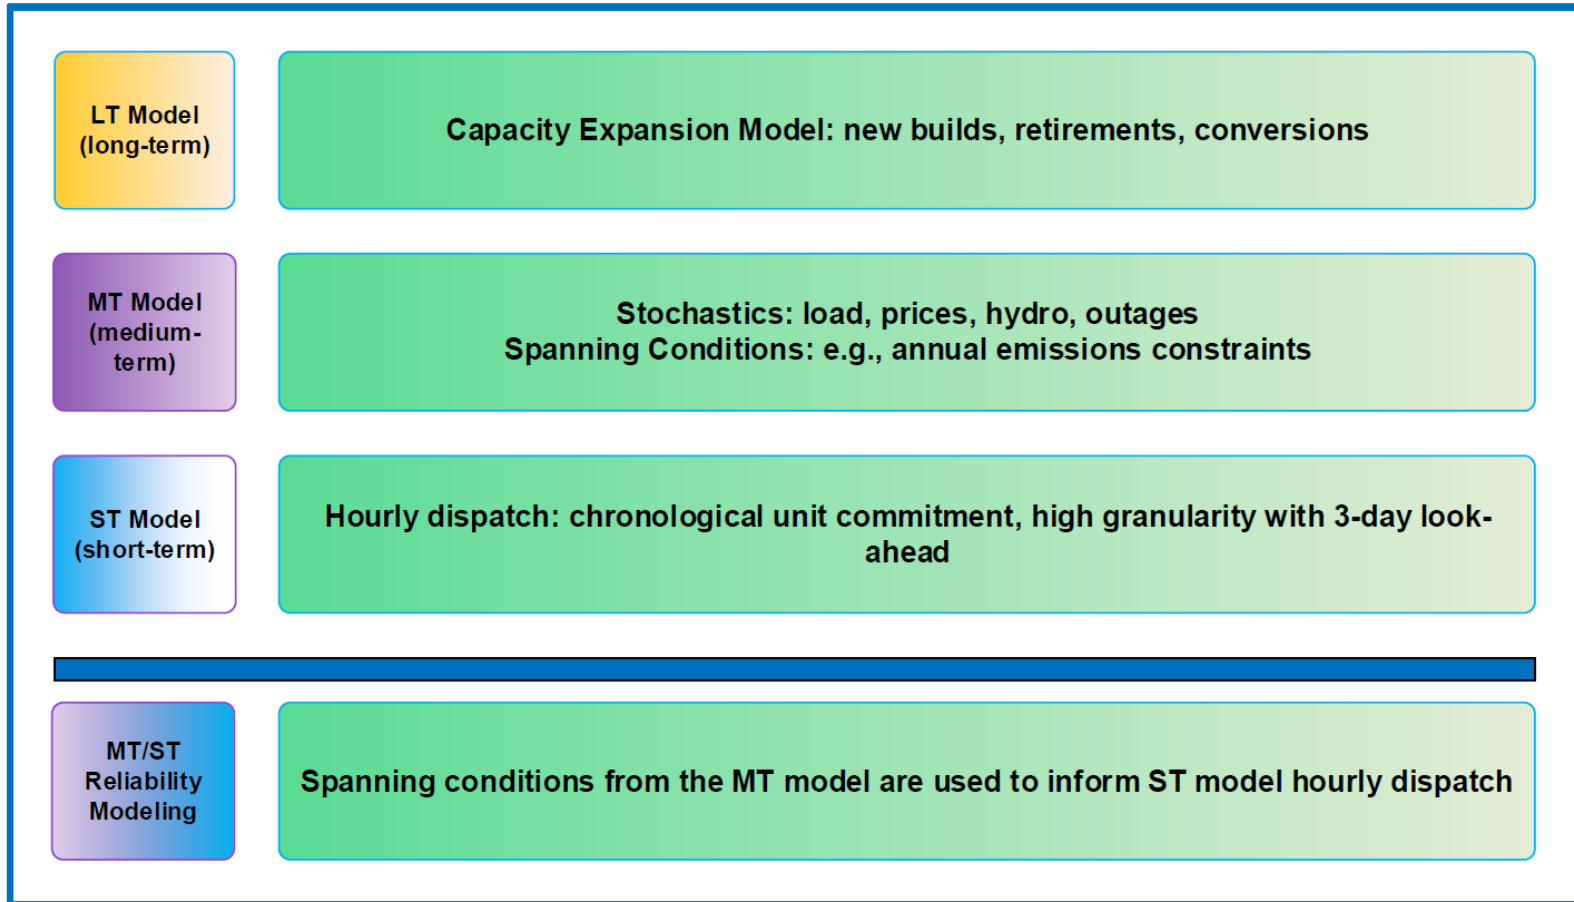 LT Model
(long-term)
Capacity Expansion Model: new builds, retirements, conversions
MT Model
(medium-
term)
Stochastics: load, prices, hydro, outages
Spanning Conditions: e.g., annual emissions constraints
ST Model
(short-term)
Hourly dispatch: chronological unit commitment, high granularity with 3-day look-
ahead
MT/ST
Reliability
Modeling
Spanning conditions from the MT model are used to inform ST model hourly dispatch